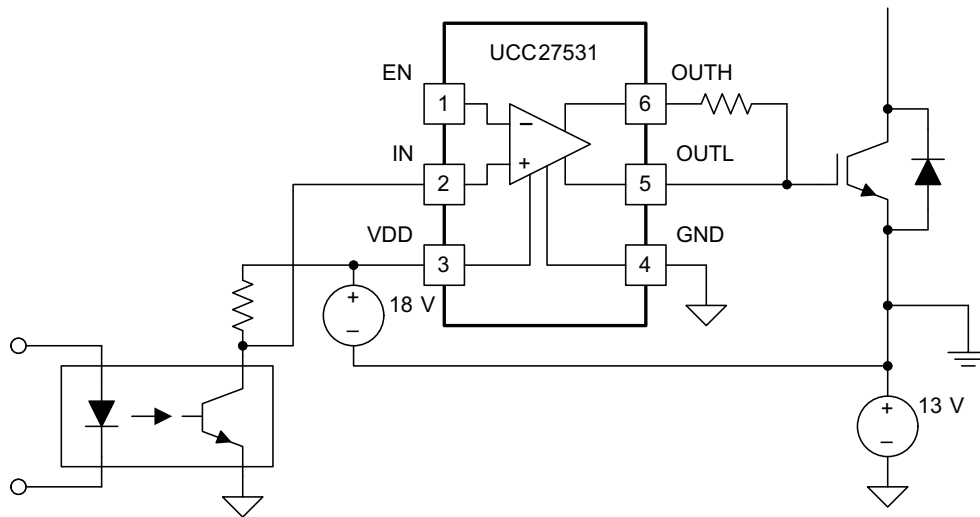 UCC27531
EN
OUTH
1
6
IN
OUTL
2
5
VDD
GND
3
4
18 V
13 V